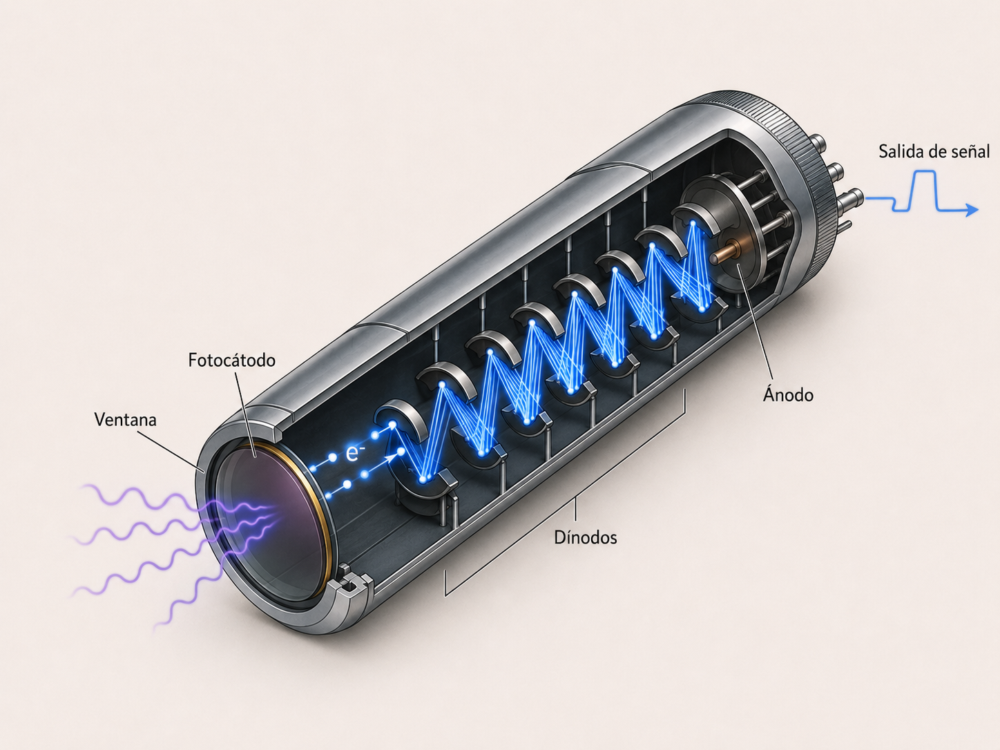 Salida de señal
Fotocátodo
Ventana
e-
Ánodo
Dínodos